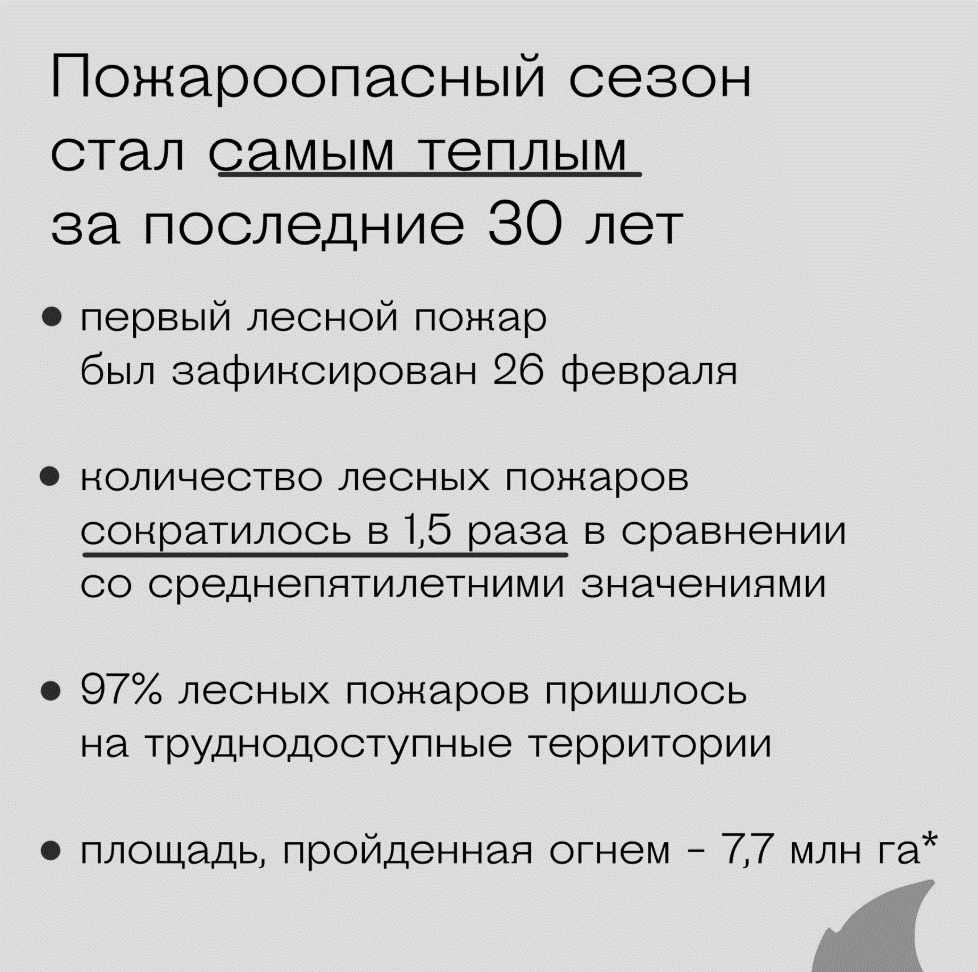 Пожароопасный сезон
стал самым теплым
за последние 30 лет
• первый лесной пожар
был зафиксирован 26 февраля
• количество лесных пожаров
сократилось в 1,5 раза в сравнении
со среднепятилетними значениями
• 97% лесных пожаров пришлось
на труднодоступные территории
• площадь, пройденная огнем – 7,7 млн га*